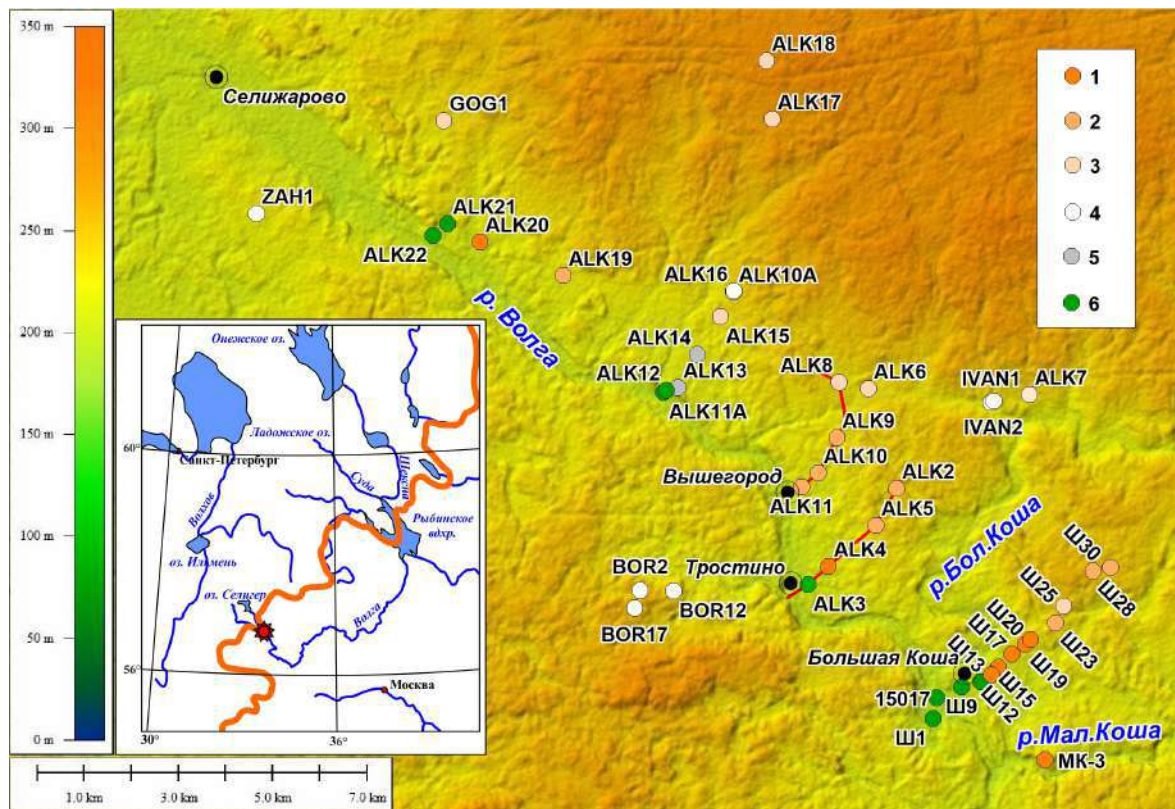 350 m
300 m
250 m
200 m
150 m
100 m
50 m
0 m
1.0 km
3.0 km
5.0 km
7.0 km
Селижарово
GOG1
ALK18
ALK17
ZAH1
ALK21
ALK20
ALK22
ALK19
ALK16
ALK10A
р. Волга
ALK15
ALK14
ALK12
ALK13
ALK11A
ALK8
ALK6
IVAN1
ALK7
IVAN2
ALK9
ALK10
Вышегород
ALK11
ALK2
ALK5
ALK4
Тростино
ALK3
BOR2
BOR12
BOR17
р.Бол.Коша
Ш30
Ш28
Ш25
Ш23
Ш20
Ш19
Ш17
Ш15
Ш13
Ш12
Большая Коша
15017
Ш9
Ш1
р.Мал.Коша
МК-3
1
2
3
4
5
6
Онежское оз.
Ладожское оз.
60°
Санкт-Петербург
Суда
Шексна
Волхов
Рыбинское
вдхр.
оз. Ильмень
оз. Селигер
Волга
56°
Москва
30°
36°